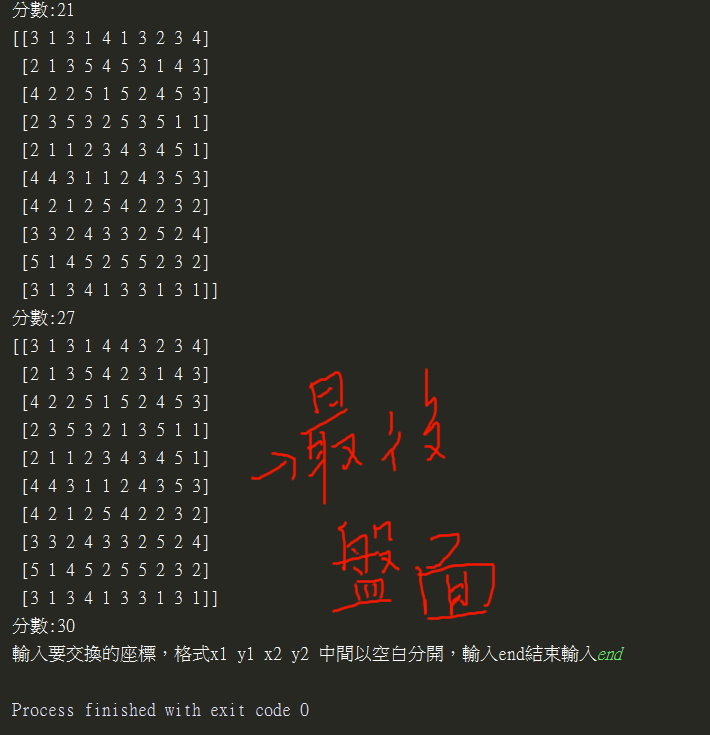 分數:21
[[3 1 3 1 4 1 3 2 3 4]
[2 1 3 5 4 5 3 1 4 3]
[4 2 2 5 1 5 2 4 5 3]
[2 3 5 3 2 5 3 5 1 1]
[2 1 1 2 3 4 3 4 5 1]
[4 4 3 1 1 2 4 3 5 3]
[4 2 1 2 5 4 2 2 3 2]
[3 3 2 4 3 3 2 5 2 4]
[5 1 4 5 2 5 5 2 3 2]
[3 1 3 4 1 3 3 1 3 1]]
分數:27
[[3 1 3 1 4 4 3 2 3 4]
[2 1 3 5 4 2 3 1 4 3]
[4 2 2 5 1 5 2 4 5 3]
[2 3 5 3 2 1 3 5 1 1]
[2 1 1 2 3 4 3 4 5 1]
[4 4 3 1 1 2 4 3 5 3]
[4 2 1 2 5 4 2 2 3 2]
[3 3 2 4 3 3 2 5 2 4]
[5 1 4 5 2 5 5 2 3 2]
[3 1 3 4 1 3 3 1 3 1]]
→最後
盤面
分數:30
輸入要交換的座標，格式x1 y1 x2 y2 中間以空白分開，輸入end結束輸入end
Process finished with exit code 0